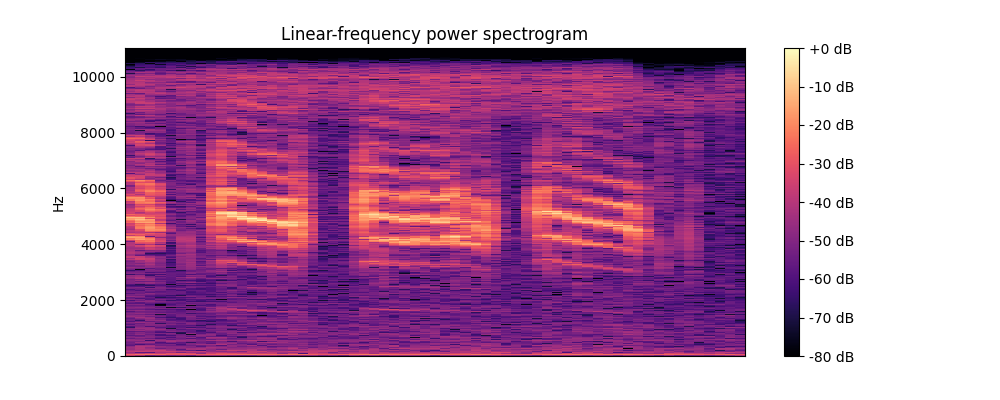 Linear-frequency power spectrogram
Hz
10000
8000
6000
4000
2000
0
+0 dB
-10 dB
-20 dB
-30 dB
-40 dB
-50 dB
-60 dB
-70 dB
-80 dB